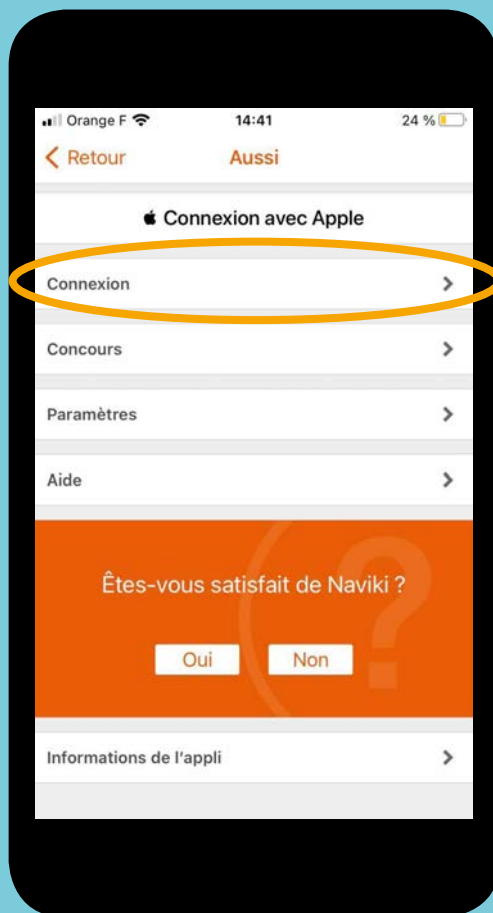 Orange F 14:41 24 %
Retour Aussi
Connexion avec Apple
Connexion
Concours
Paramètres
Aide
Êtes-vous satisfait de Naviki ?
Oui Non
Informations de l'appli